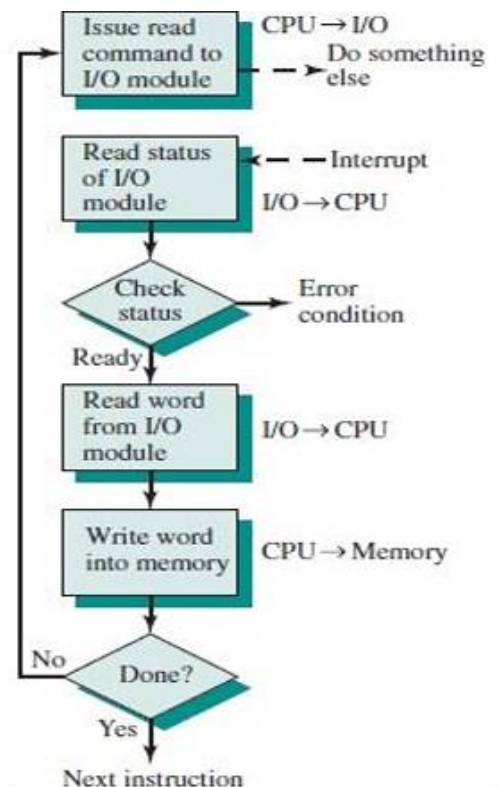 Issue read
command to
I/O module
CPU → I/O
Do something
else
Read status
of I/O
module
Interrupt
I/O → CPU
Check
status
Error
condition
Ready
Read word
from I/O
module
I/O → CPU
Write word
into memory
CPU → Memory
No
Done?
Yes
Next instruction